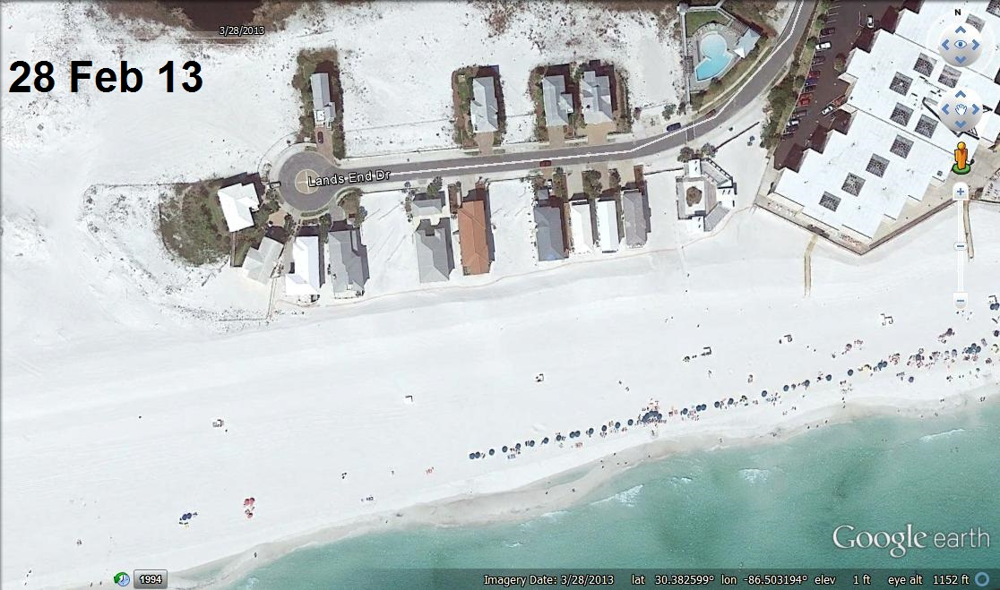 3/28/2013
N
28 Feb 13
Lands End Dr
Google earth
1994
Imagery Date: 3/28/2013 lat 30.382599° lon -86.503194° elev 1 ft eye alt 1152 ft